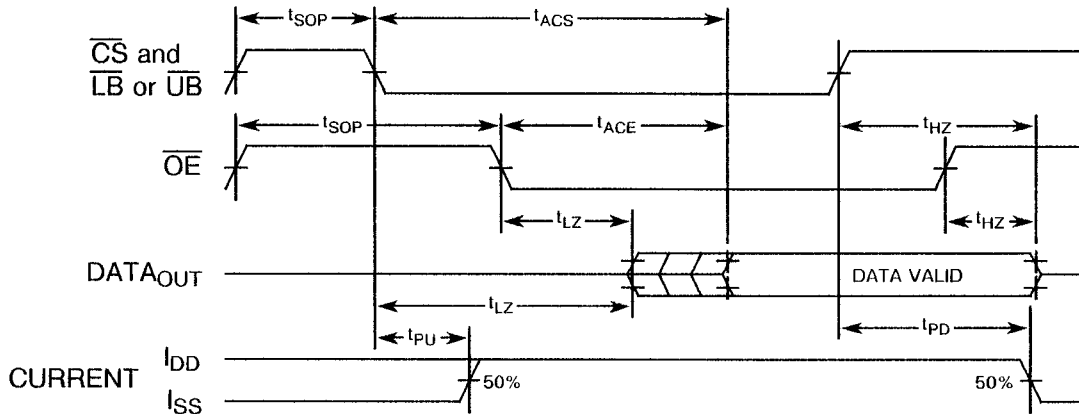 tSOP tACS
CS and
LB or UB
tSOP tACE tHZ
OE
tLZ tHZ
DATAOUT DATA VALID
tLZ
tPU tPD
IDD
CURRENT 50% 50%
ISS